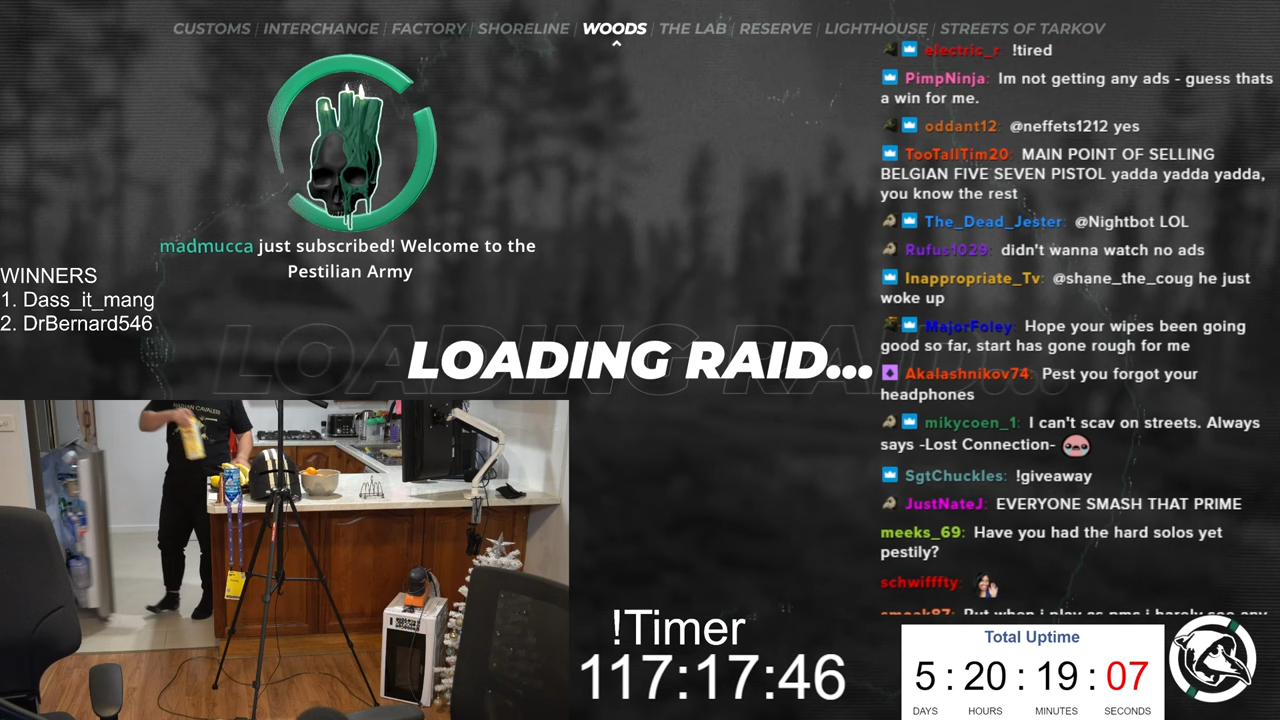 CUSTOMS / INTERCHANGE / FACTORY / SHORELINE / WOODS / THE LAB / RESERVE / LIGHTHOUSE / STREETS OF TARKOV
madmucca just subscribed! Welcome to the
Pestilian Army
WINNERS
1. Dass_it_mang
2. DrBernard546
LOADING RAID...
electric_r !tired
PimpNinja: Im not getting any ads - guess thats
a win for me.
oddant12: @neffets1212 yes
TooTallTim20: MAIN POINT OF SELLING
BELGIAN FIVE SEVEN PISTOL yadda yadda yadda,
you know the rest
The_Dead_Jester: @Nightbot LOL
Rufus1029: didn't wanna watch no ads
Inappropriate_Tv: @shane_the_coug he just
woke up
MajorFoley: Hope your wipes been going
good so far, start has gone rough for me
Akalashnikov74: Pest you forgot your
headphones
mikycoen_1: I can't scav on streets. Always
says -Lost Connection-
SgtChuckles: !giveaway
JustNateJ: EVERYONE SMASH THAT PRIME
meeks_69: Have you had the hard solos yet
pestily?
schwifffty:
!Timer
117:17:46
Total Uptime
5 : 20 : 19 : 07
DAYS HOURS MINUTES SECONDS